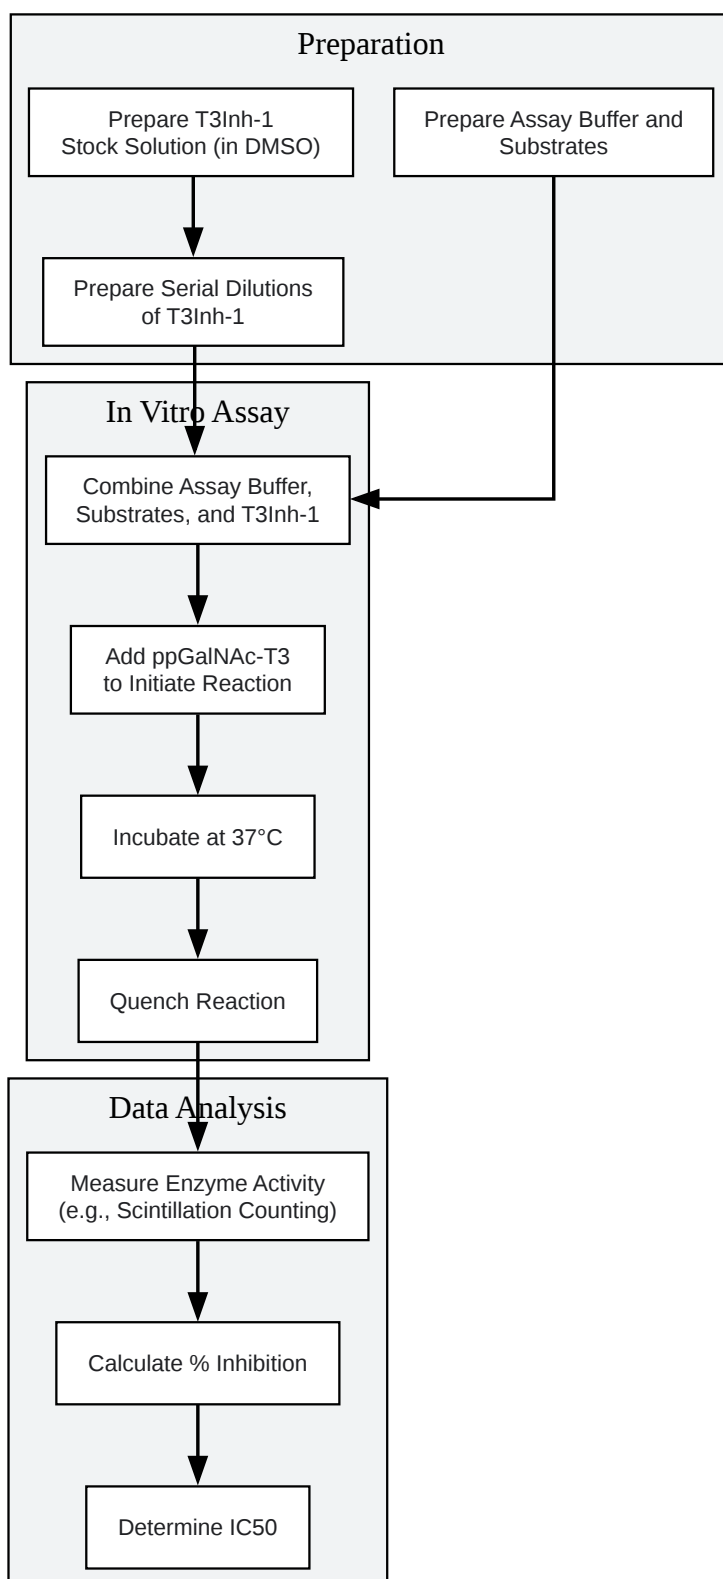 Preparation
Prepare T3Inh-1
Stock Solution (in DMSO)
Prepare Assay Buffer and
Substrates
Prepare Serial Dilutions
of T3Inh-1
In Vitro Assay
Combine Assay Buffer,
Substrates, and T3Inh-1
Add ppGalNAc-T3
to Initiate Reaction
Incubate at 37°C
Quench Reaction
Data Analysis
Measure Enzyme Activity
(e.g., Scintillation Counting)
Calculate % Inhibition
Determine IC50